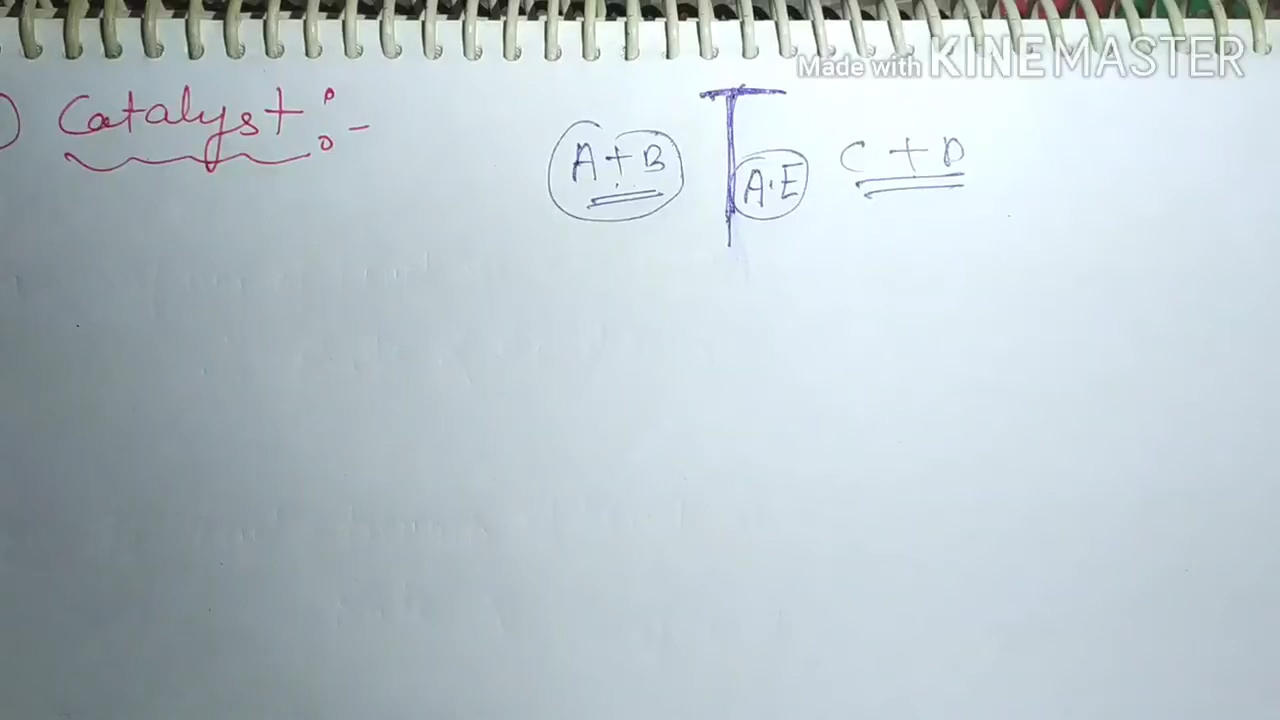 Made with KINEMASTER
) Catalyst :-
A + B A.E C + D